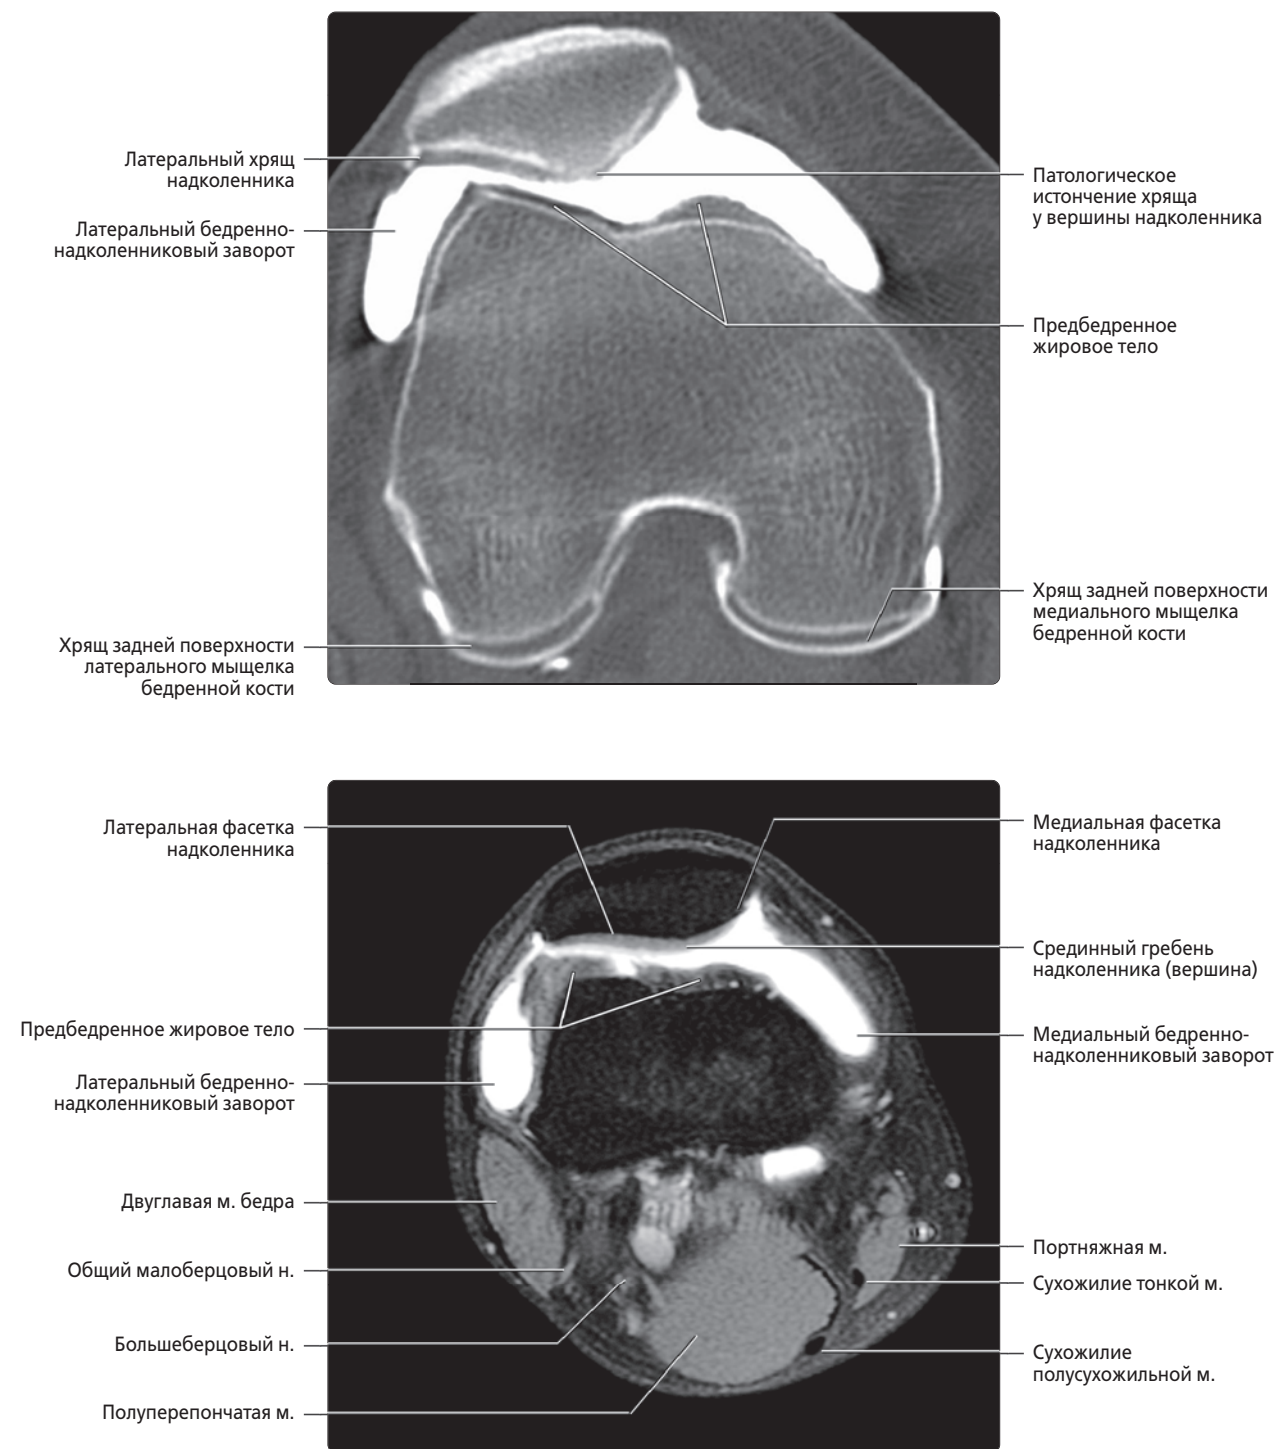 Латеральный хрящ
надколенника
Латеральный бедренно-
надколенниковый заворот
Хрящ задней поверхности
латерального мыщелка
бедренной кости
Патологическое
истончение хряща
у вершины надколенника
Предбедренное
жировое тело
Хрящ задней поверхности
медиального мыщелка
бедренной кости
Латеральная фасетка
надколенника
Предбедренное жировое тело
Латеральный бедренно-
надколенниковый заворот
Двуглавая м. бедра
Общий малоберцовый н.
Большеберцовый н.
Полуперепончатая м.
Медиальная фасетка
надколенника
Срединный гребень
надколенника (вершина)
Медиальный бедренно-
надколенниковый заворот
Портняжная м.
Сухожилие тонкой м.
Сухожилие
полусухожильной м.